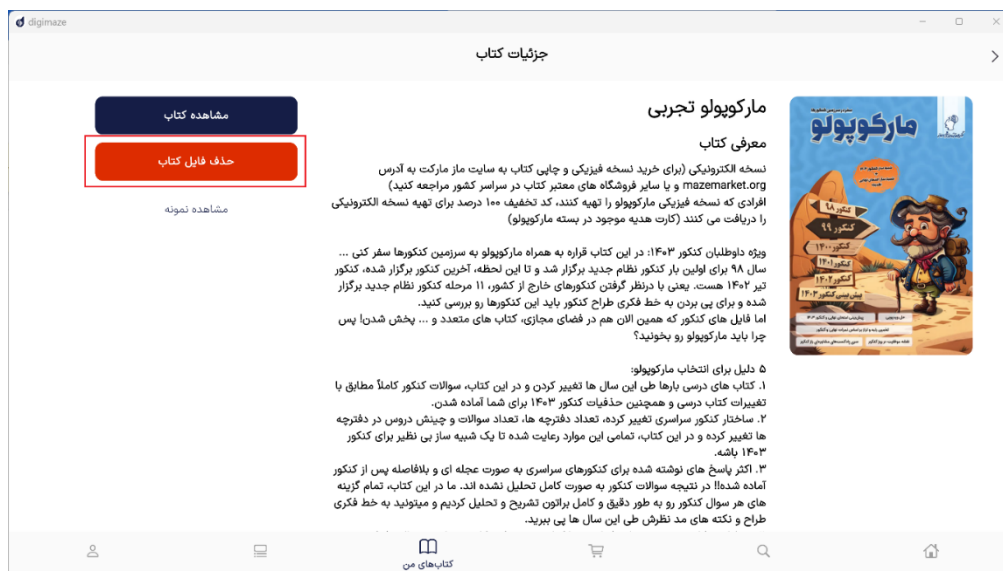 digimaze
جزئیات کتاب
مارکوپولو
کنکور ۹۸
کنکور ۹۹
کنکور ۱۴۰۰
کنکور ۱۴۰۱
کنکور ۱۴۰۲
پیش بینی کنکور ۱۴۰۳
مارکوپولو تجربی
معرفی کتاب
نسخه الکترونیکی (برای خرید نسخه فیزیکی و چاپی کتاب به سایت ماز مارکت به آدرس
mazemarket.org و یا سایر فروشگاه های معتبر کتاب در سراسر کشور مراجعه کنید)
افرادی که نسخه فیزیکی مارکوپولو را تهیه کنند، کد تخفیف ۱۰۰ درصد برای تهیه نسخه الکترونیکی
را دریافت می کنند (کارت هدیه موجود در بسته مارکوپولو)
ویژه داوطلبان کنکور ۱۴۰۳: در این کتاب قراره به همراه مارکوپولو به سرزمین کنکورها سفر کنی ...
سال ۹۸ برای اولین بار کنکور نظام جدید برگزار شد و تا این لحظه، آخرین کنکور برگزار شده، کنکور
تیر ۱۴۰۲ هست. یعنی با درنظر گرفتن کنکورهای خارج از کشور، ۱۱ مرحله کنکور نظام جدید برگزار
شده و برای پی بردن به خط فکری طراح کنکور باید این کنکورها رو بررسی کنید.
اما فایل های کنکور که همین الان هم در فضای مجازی، کتاب های متعدد و ... پخش شدن! پس
چرا باید مارکوپولو رو بخونید؟
۵ دلیل برای انتخاب مارکوپولو:
۱. کتاب های درسی بارها طی این سال ها تغییر کردن و در این کتاب، سوالات کنکور کاملاً مطابق با
تغییرات کتاب درسی و همچنین حذفیات کنکور ۱۴۰۳ برای شما آماده شدن.
۲. ساختار کنکور سراسری تغییر کرده، تعداد دفترچه ها، تعداد سوالات و چینش دروس در دفترچه
ها تغییر کرده و در این کتاب، تمامی این موارد رعایت شده تا یک شبیه ساز بی نظیر برای کنکور
۱۴۰۳ باشه.
۳. اکثر پاسخ های نوشته شده برای کنکورهای سراسری به صورت عجله ای و بلافاصله پس از کنکور
آماده شده!! در نتیجه سوالات کنکور به صورت کامل تحلیل نشده اند. ما در این کتاب، تمام گزینه
های هر سوال کنکور رو به طور دقیق و کامل براتون تشریح و تحلیل کردیم و میتونید به خط فکری
طراح و نکته های مد نظرش طی این سال ها پی ببرید.
مشاهده کتاب
حذف فایل کتاب
مشاهده نمونه
کتاب‌های من